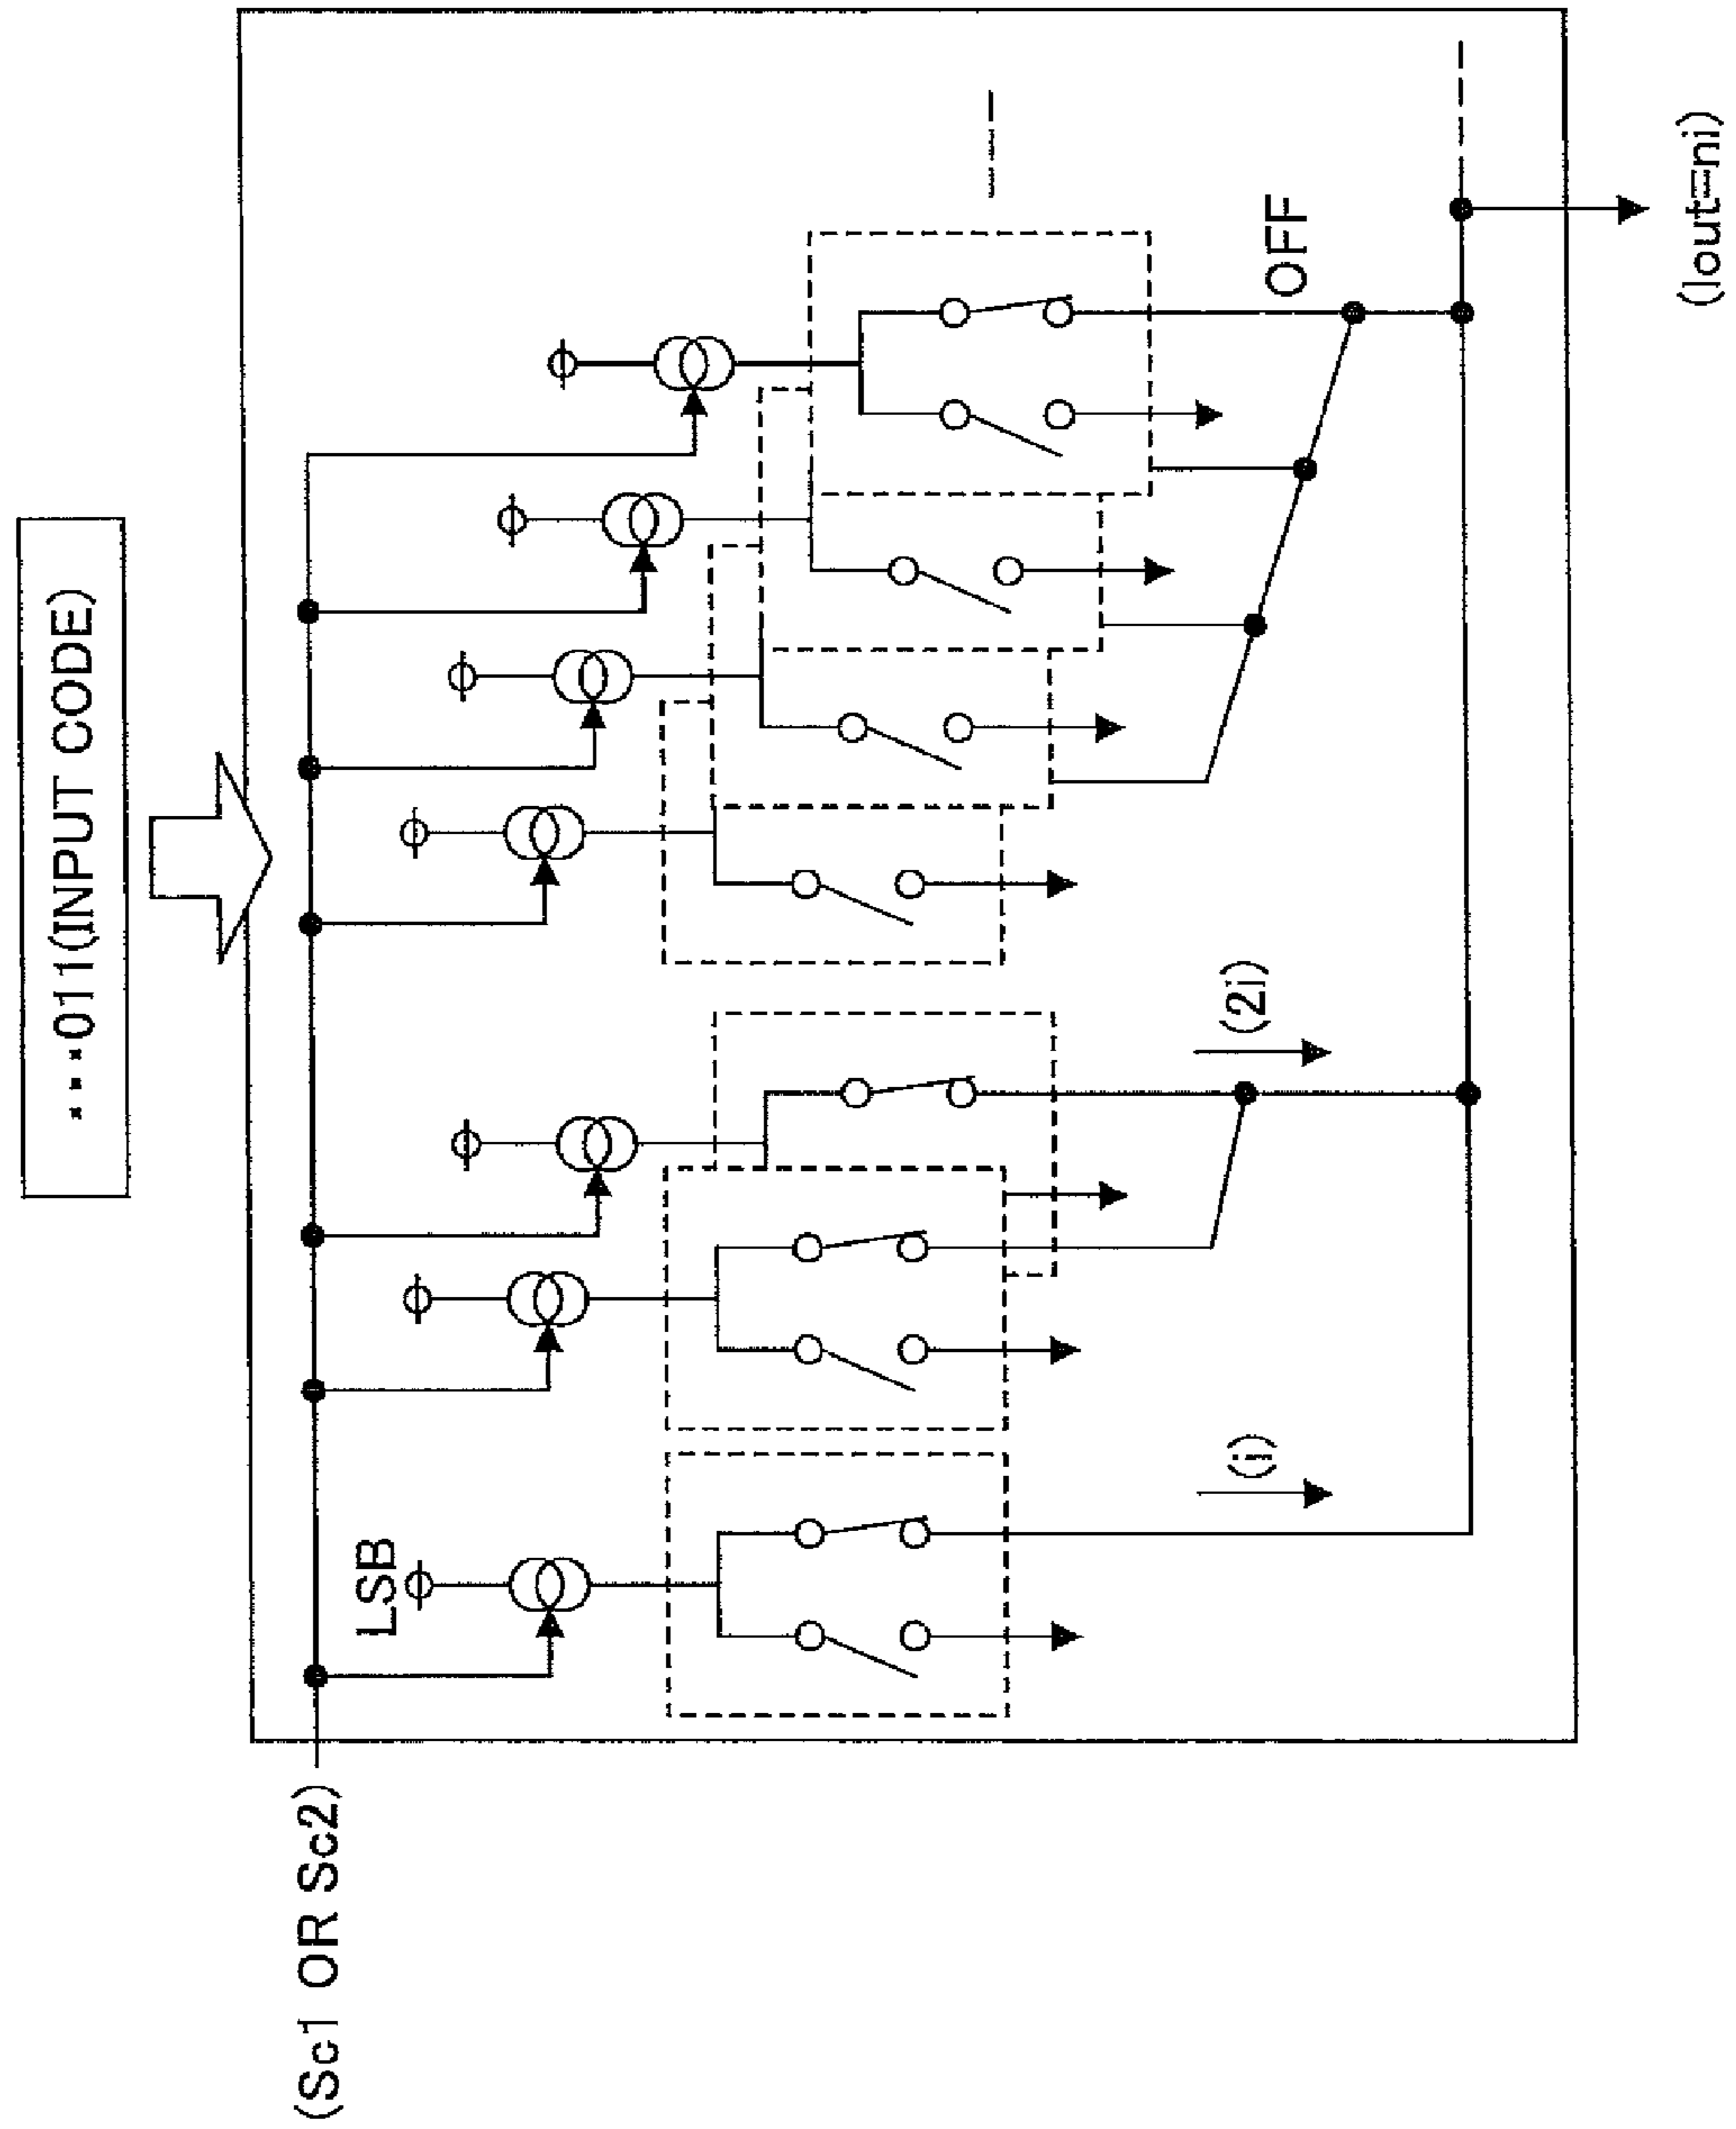 ···011(INPUT CODE)
(Sc1 OR Sc2)
LSB
(i)
(2i)
OFF
(Iout=ni)